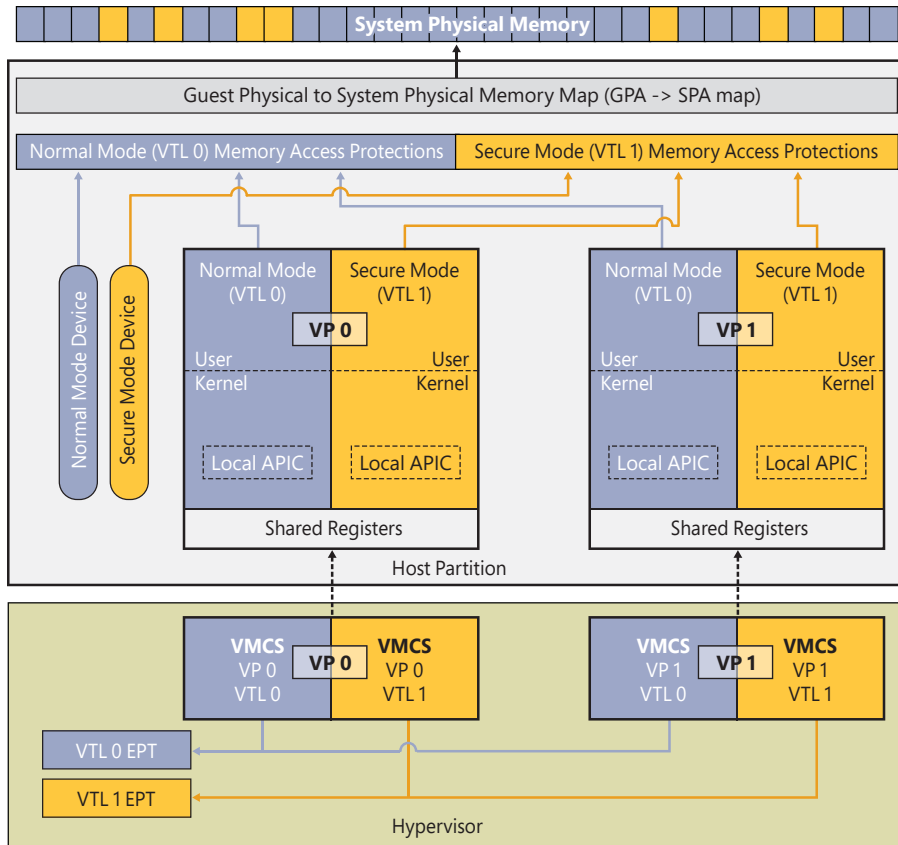 System Physical Memory
Guest Physical to System Physical Memory Map (GPA -> SPA map)
Normal Mode (VTL 0) Memory Access Protections
Secure Mode (VTL 1) Memory Access Protections
Normal Mode Device
Secure Mode Device
Normal Mode
(VTL 0)
Secure Mode
(VTL 1)
VP 0
User
User
Kernel
Kernel
Local APIC
Local APIC
Shared Registers
Normal Mode
(VTL 0)
Secure Mode
(VTL 1)
VP 1
User
User
Kernel
Kernel
Local APIC
Local APIC
Shared Registers
Host Partition
VMCS
VP 0
VTL 0
VP 0
VMCS
VP 0
VTL 1
VMCS
VP 1
VTL 0
VP 1
VMCS
VP 1
VTL 1
VTL 0 EPT
VTL 1 EPT
Hypervisor